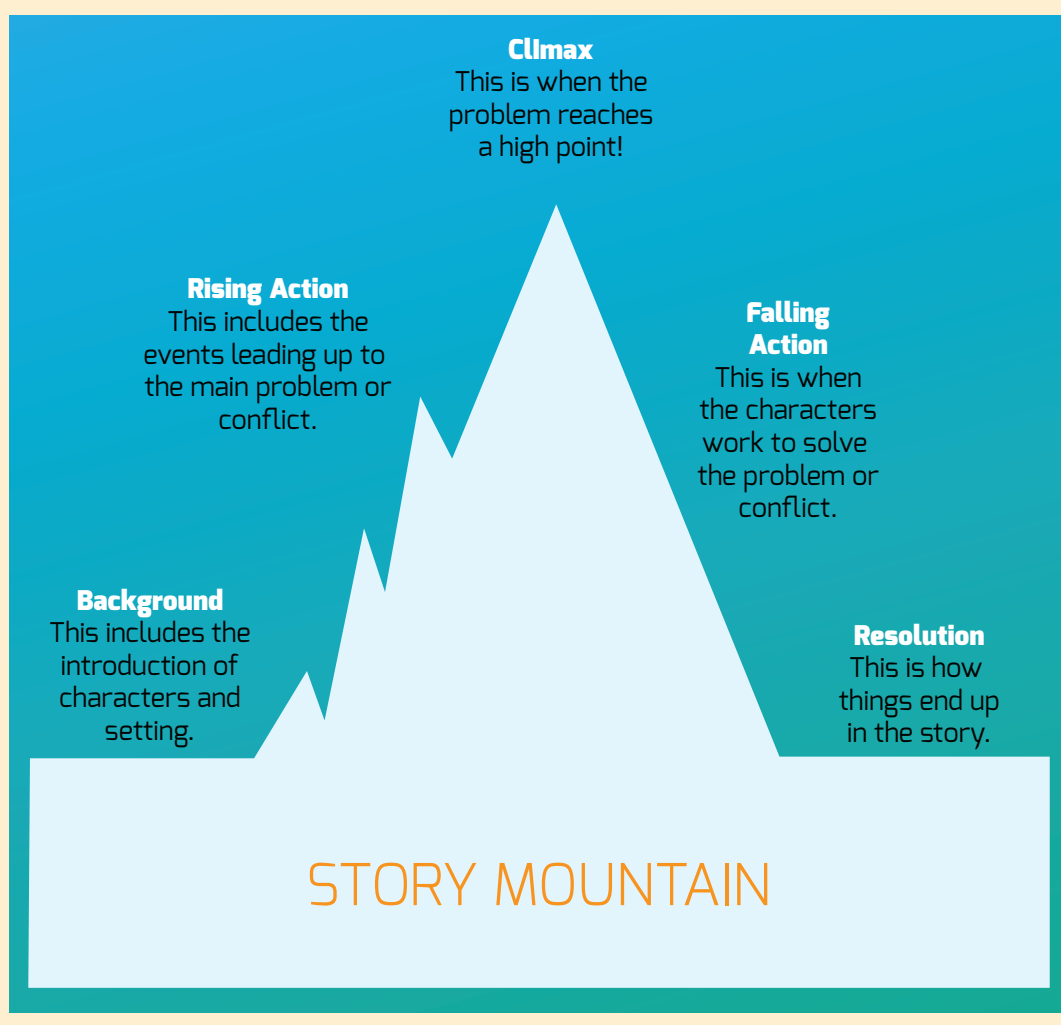 ClImax
This is when the
problem reaches
a high point!
Rising Action
This includes the
events leading up to
the main problem or
conflict.
Falling
Action
This is when
the characters
work to solve
the problem or
conflict.
Background
This includes the
introduction of
characters and
setting.
Resolution
This is how
things end up
in the story.
STORY MOUNTAIN